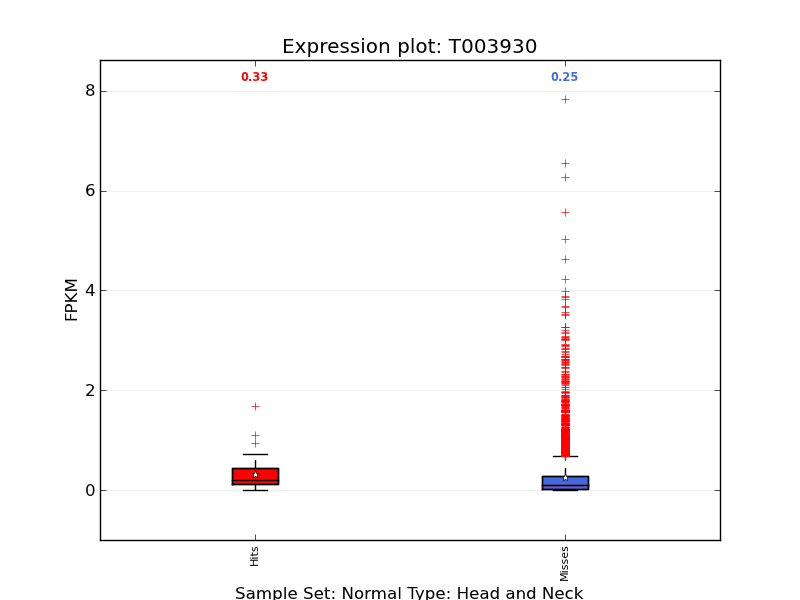 Expression plot: T003930
0.33 0.25
8
6
4
2
0
FPKM
Hits Misses
Sample Set: Normal Type: Head and Neck